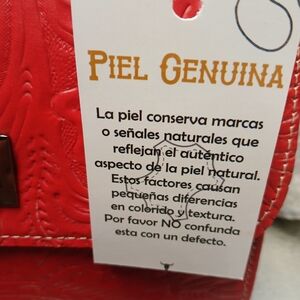 PIEL GENUINA
La piel conserva marcas
o señales naturales que
reflejan el auténtico
aspecto de la piel natural.
Estos factores causan
pequeñas diferencias
en colorido y textura.
Por favor NO confunda
esta con un defecto.